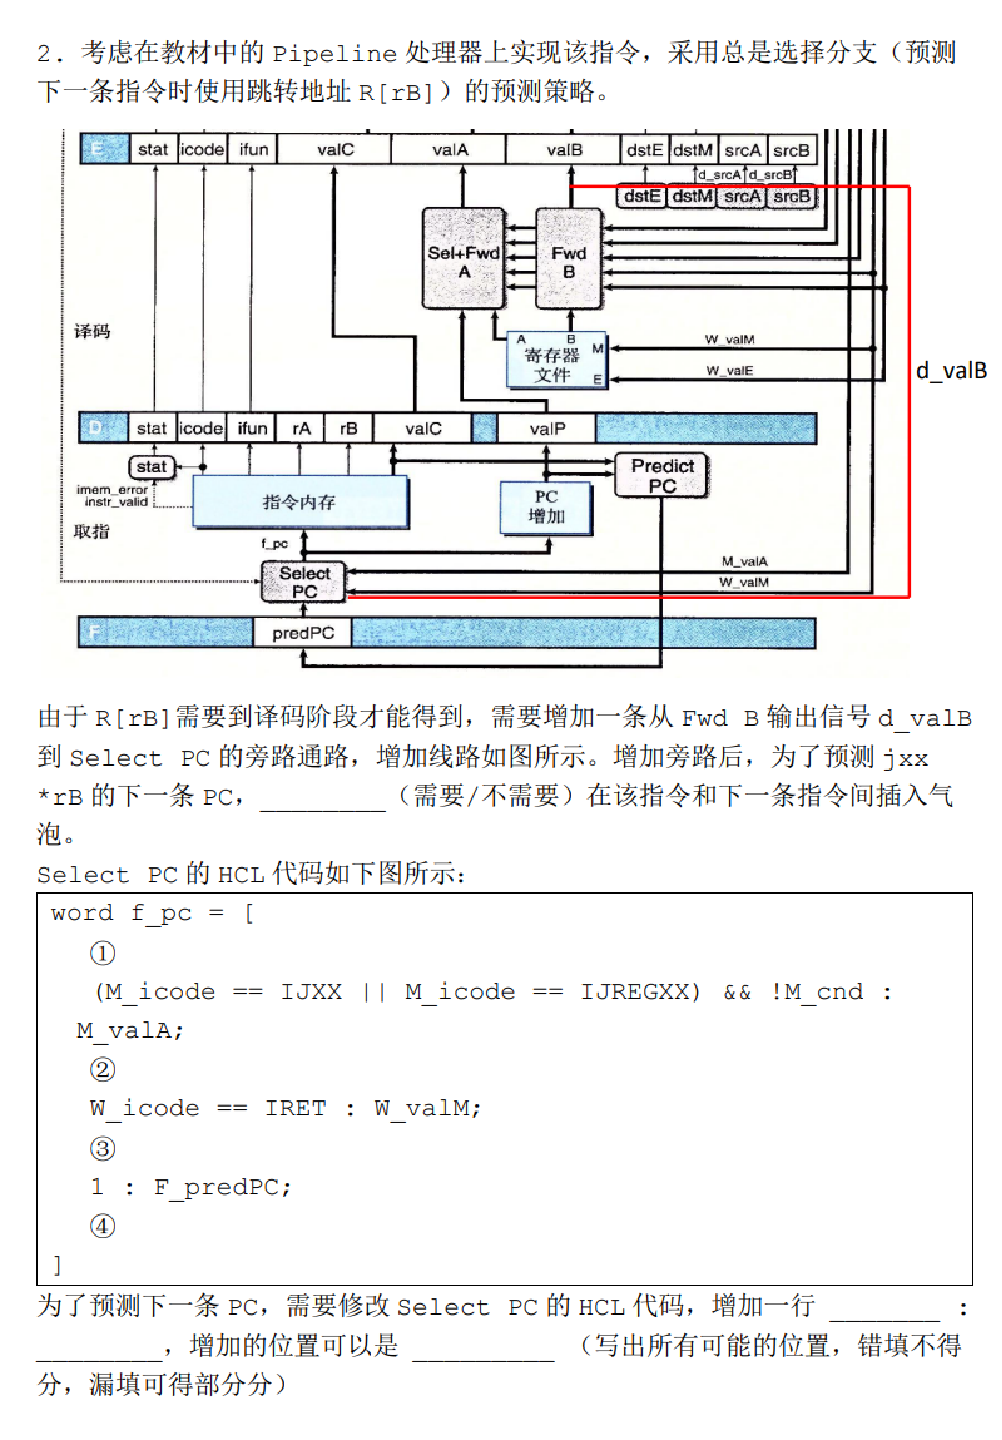 2. 考虑在教材中的 Pipeline 处理器上实现该指令，采用总是选择分支（预测
下一条指令时使用跳转地址 R[rB]）的预测策略。
E stat icode ifun valC valA valB dstE dstM srcA srcB
d_srcA d_srcB
dstE dstM srcA srcB
Sel+Fwd
A
Fwd
B
译码
A B
寄存器
文件
M
E
W_valM
W_valE
d_valB
D stat icode ifun rA rB valC valP
stat
imem_error
instr_valid
取指
指令内存
PC
增加
Predict
PC
f_pc
Select
PC
M_valA
W_valM
F predPC
由于 R[rB]需要到译码阶段才能得到，需要增加一条从 Fwd B 输出信号 d_valB
到 Select PC 的旁路通路，增加线路如图所示。增加旁路后，为了预测 jxx
*rB 的下一条 PC，_________（需要/不需要）在该指令和下一条指令间插入气
泡。
Select PC 的 HCL 代码如下图所示：
word f_pc = [
①
(M_icode == IJXX || M_icode == IJREGXX) && !M_cnd :
M_valA;
②
W_icode == IRET : W_valM;
③
1 : F_predPC;
④
]
为了预测下一条 PC，需要修改 Select PC 的 HCL 代码，增加一行 ________ :
_________，增加的位置可以是 __________ （写出所有可能的位置，错填不得
分，漏填可得部分分）